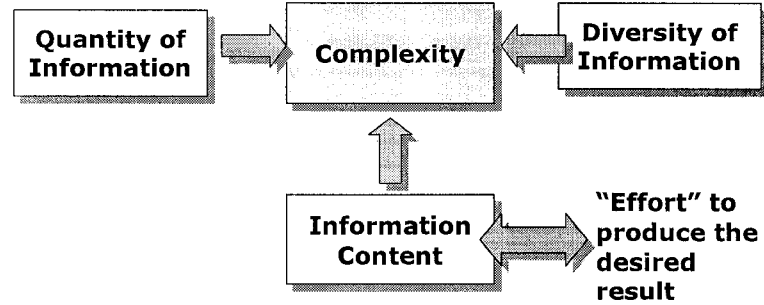 Quantity of
Information
Complexity
Diversity of
Information
Information
Content
“Effort” to
produce the
desired
result